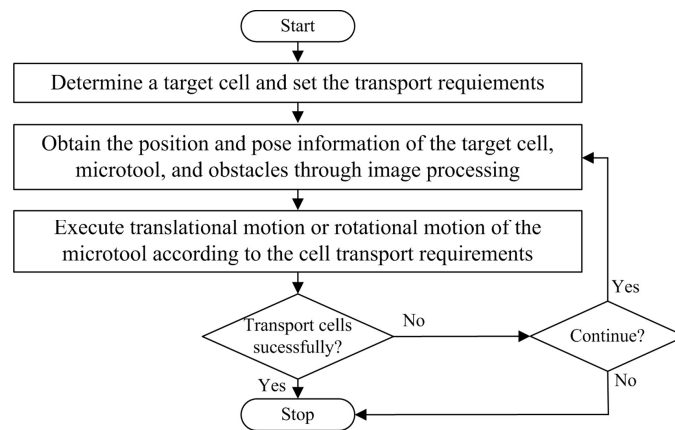 Start
Determine a target cell and set the transport requiements
Obtain the position and pose information of the target cell,
microtool, and obstacles through image processing
Execute translational motion or rotational motion of the
microtool according to the cell transport requirements
Yes
Transport cells
sucessfully?
No
Continue?
Yes
No
Stop